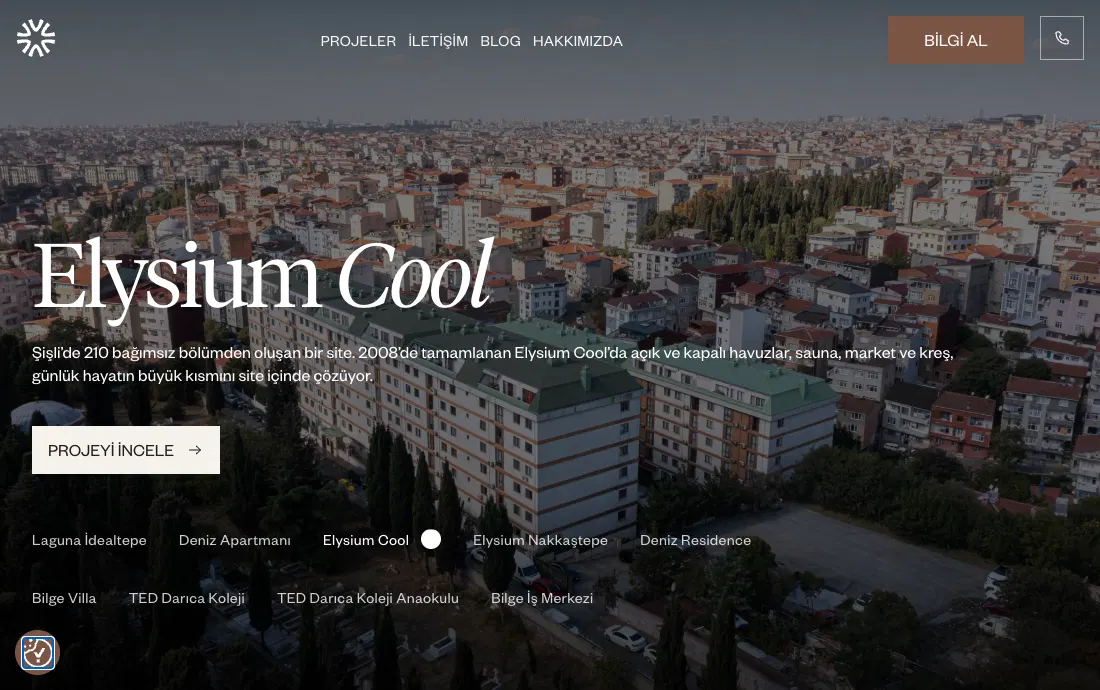 PROJELER İLETİŞİM BLOG HAKKIMIZDA
BİLGİ AL
Elysium Cool
Şişli'de 210 bağımsız bölümden oluşan bir site. 2008'de tamamlanan Elysium Cool'da açık ve kapalı havuzlar, sauna, market ve kreş,
günlük hayatın büyük kısmını site içinde çözüyor.
PROJEYİ İNCELE
Laguna İdealtepe Deniz Apartmanı Elysium Cool Elysium Nakkaştepe Deniz Residence
Bilge Villa TED Darıca Koleji TED Darıca Koleji Anaokulu Bilge İş Merkezi